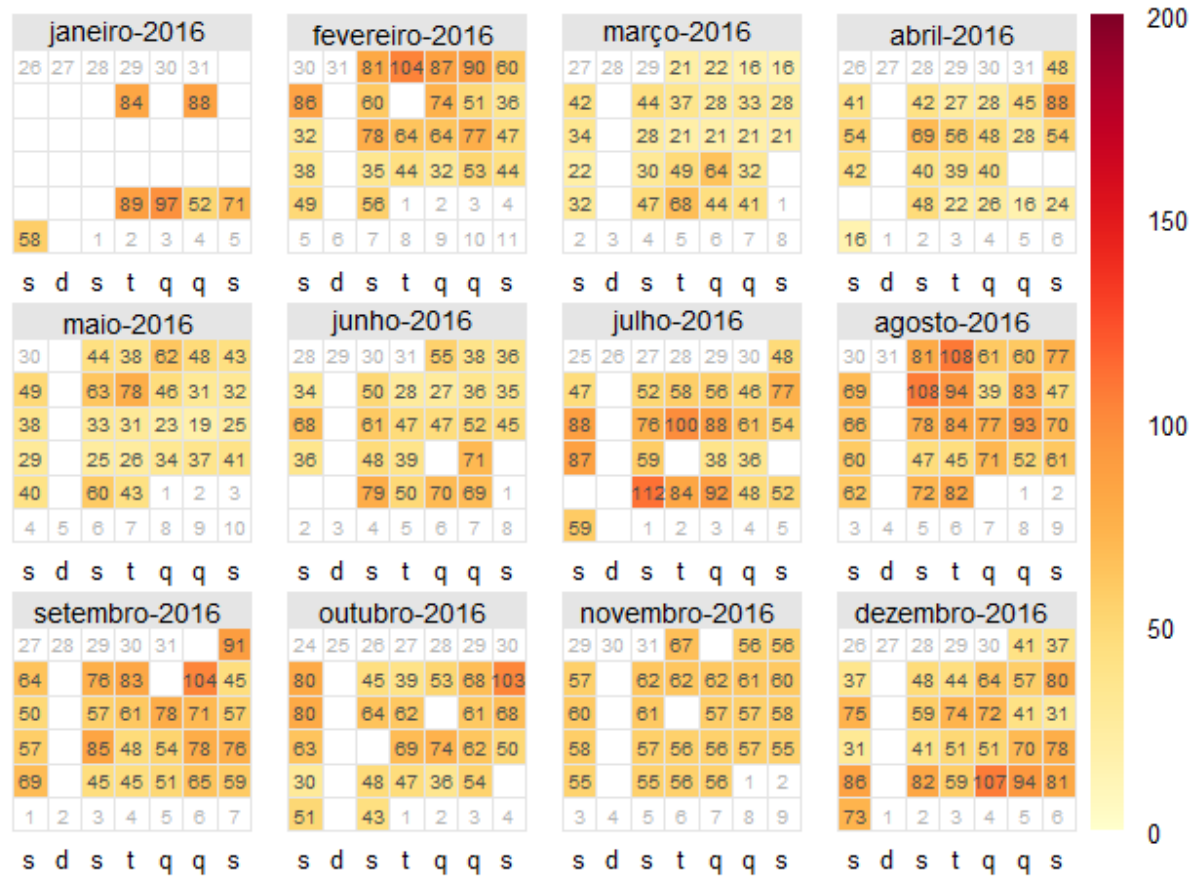 janeiro-2016 fevereiro-2016 março-2016 abril-2016 200
26 27 28 29 30 31 30 31 81 104 87 90 60 27 28 29 21 22 16 16 26 27 28 29 30 31 48
84 88 86 60 74 51 36 42 44 37 28 33 28 41 42 27 28 45 88
32 78 64 64 77 47 34 28 21 21 21 21 54 69 56 48 28 54
38 35 44 32 53 44 22 30 49 64 32 42 40 39 40
89 97 52 71 49 56 1 2 3 4 32 47 68 44 41 1 48 22 26 16 24 150
58 1 2 3 4 5 5 6 7 8 9 10 11 2 3 4 5 6 7 8 16 1 2 3 4 5 6
s d s t q q s s d s t q q s s d s t q q s s d s t q q s
maio-2016 junho-2016 julho-2016 agosto-2016
30 44 38 62 48 43 28 29 30 31 55 38 36 25 26 27 28 29 30 48 30 31 81 108 61 60 77
49 63 78 46 31 32 34 50 28 27 36 35 47 52 58 56 46 77 69 108 94 39 83 47
38 33 31 23 19 25 68 61 47 47 52 45 88 76 100 88 61 54 66 78 84 77 93 70 100
29 25 26 34 37 41 36 48 39 71 87 59 38 36 60 47 45 71 52 61
40 60 43 1 2 3 79 50 70 69 1 112 84 92 48 52 62 72 82 1 2
4 5 6 7 8 9 10 2 3 4 5 6 7 8 59 1 2 3 4 5 3 4 5 6 7 8 9
s d s t q q s s d s t q q s s d s t q q s s d s t q q s
setembro-2016 outubro-2016 novembro-2016 dezembro-2016
27 28 29 30 31 91 24 25 26 27 28 29 30 29 30 31 67 56 56 26 27 28 29 30 41 37 50
64 76 83 104 45 80 45 39 53 68 103 57 62 62 62 61 60 37 48 44 64 57 80
50 57 61 78 71 57 80 64 62 61 68 60 61 57 57 58 75 59 74 72 41 31
57 85 48 54 78 76 63 69 74 62 50 58 57 56 56 57 55 31 41 51 51 70 78
69 45 45 51 65 59 30 48 47 36 54 55 55 56 56 1 2 86 82 59 107 94 81
1 2 3 4 5 6 7 51 43 1 2 3 4 3 4 5 6 7 8 9 73 1 2 3 4 5 6 0
s d s t q q s s d s t q q s s d s t q q s s d s t q q s